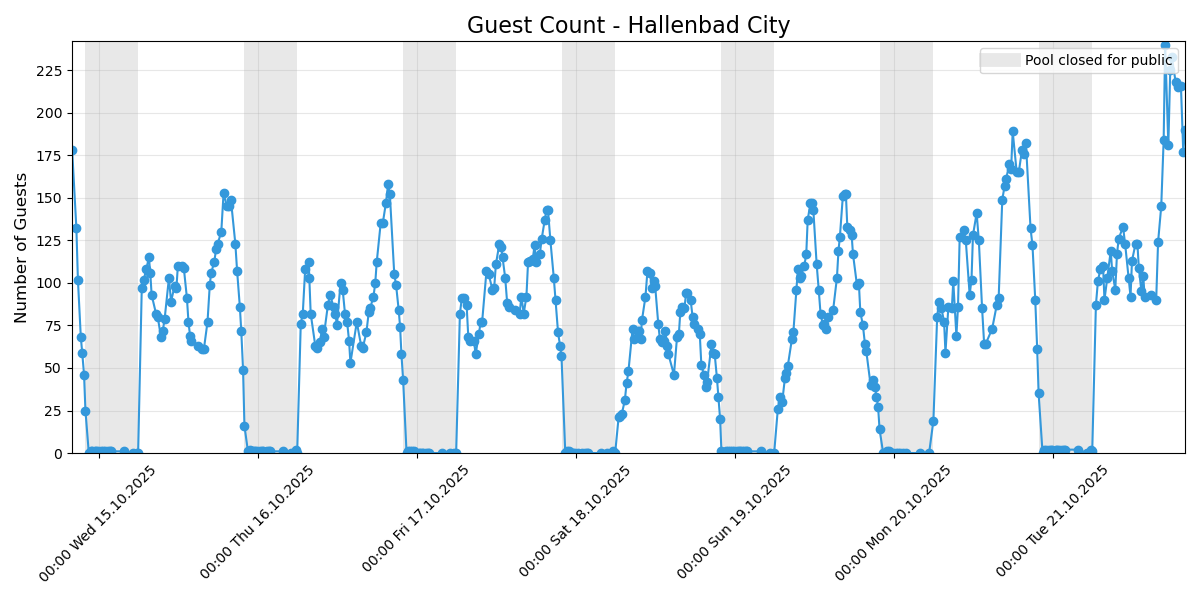 Guest Count - Hallenbad City
Pool closed for public
Number of Guests
225
200
175
150
125
100
75
50
25
0
00:00 Wed 15.10.2025
00:00 Thu 16.10.2025
00:00 Fri 17.10.2025
00:00 Sat 18.10.2025
00:00 Sun 19.10.2025
00:00 Mon 20.10.2025
00:00 Tue 21.10.2025